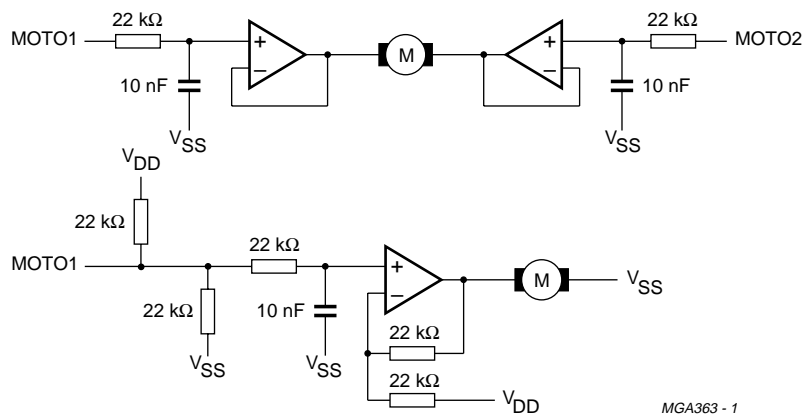 22 kΩ
22 kΩ
MOTO1
+
M
+
MOTO2
−
−
10 nF
10 nF
VSS
VSS
VDD
22 kΩ
22 kΩ
MOTO1
+
M
VSS
−
22 kΩ
10 nF
22 kΩ
VSS
VSS
22 kΩ
VDD
MGA363 - 1